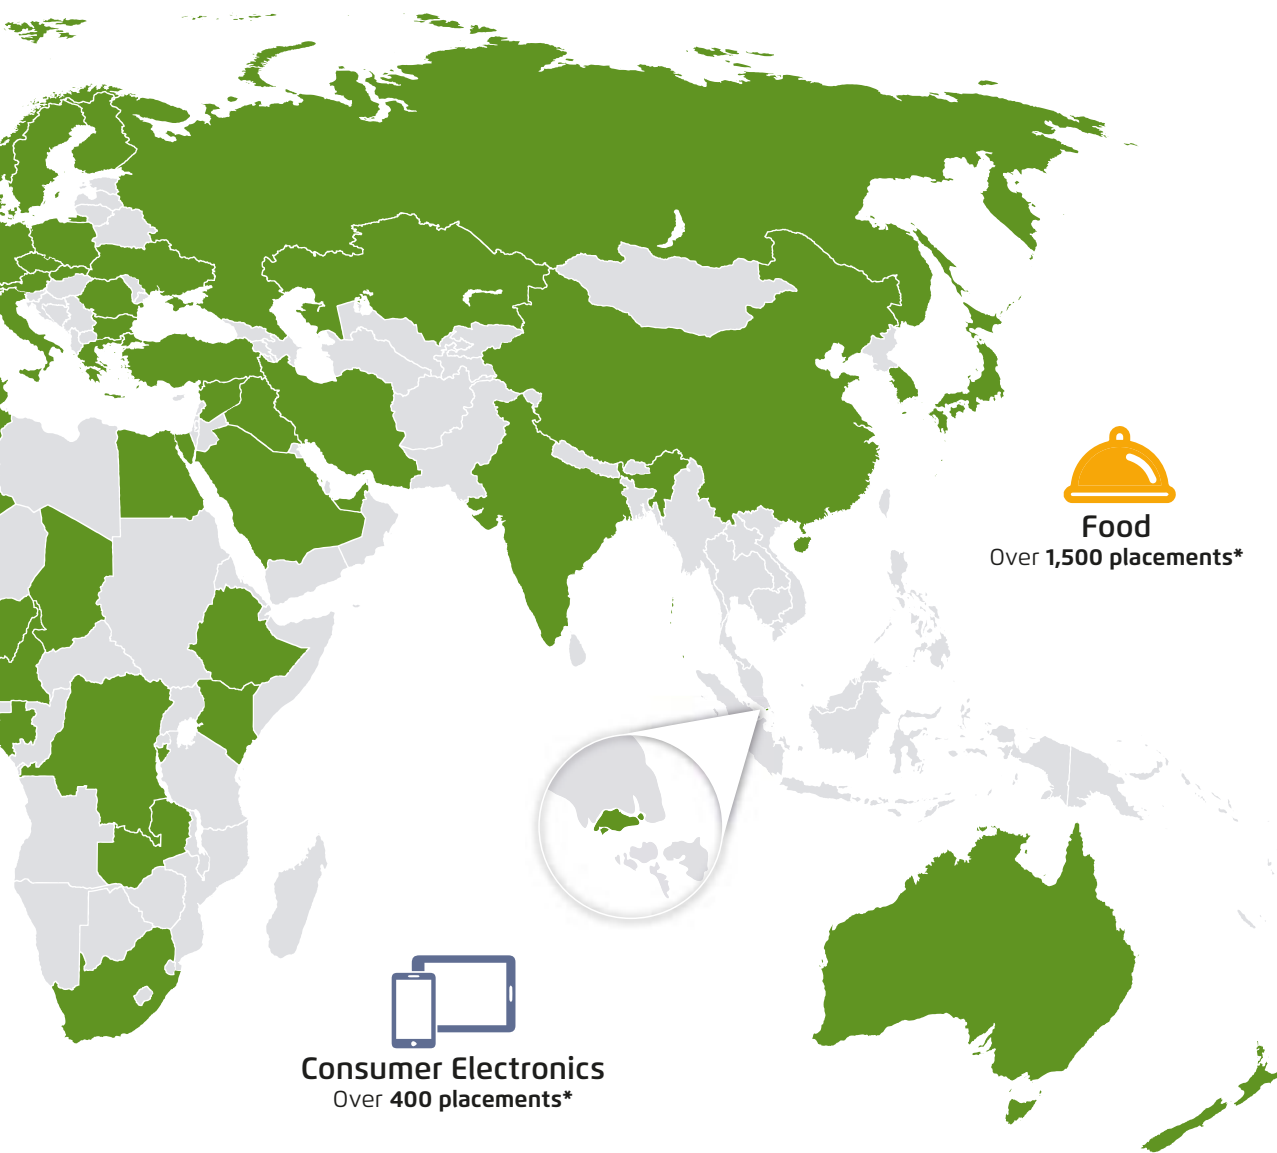 Food
Over 1,500 placements*
Consumer Electronics
Over 400 placements*